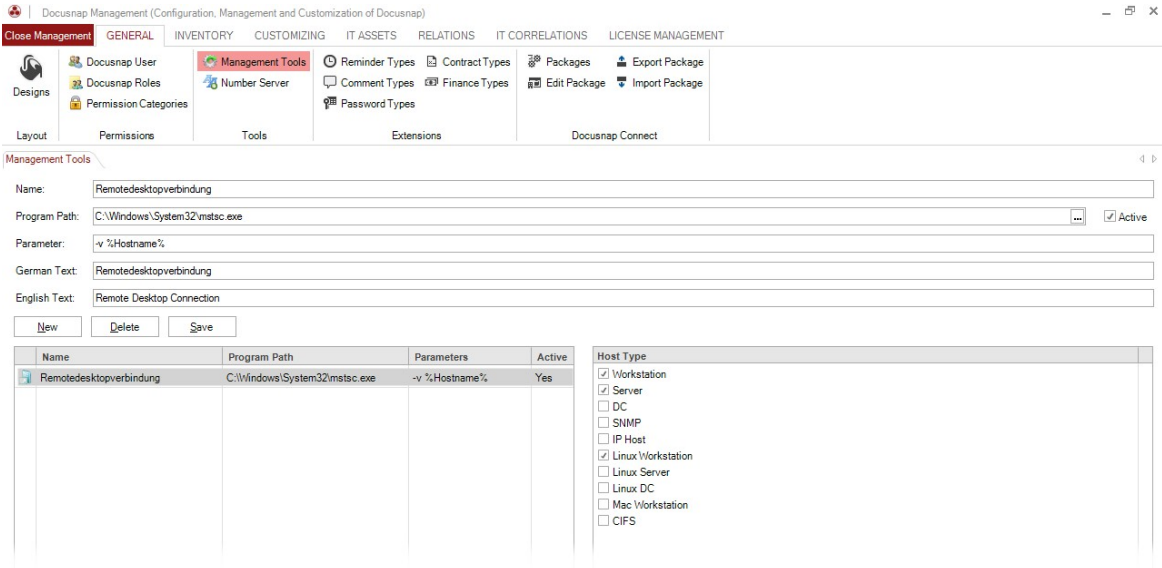 Docusnap Management (Configuration, Management and Customization of Docusnap)
Close Management GENERAL INVENTORY CUSTOMIZING IT ASSETS RELATIONS IT CORRELATIONS LICENSE MANAGEMENT
Designs
Layout
Docusnap User
Docusnap Roles
Permission Categories
Permissions
Management Tools
Number Server
Tools
Reminder Types Contract Types
Comment Types Finance Types
Password Types
Extensions
Packages Export Package
Edit Package Import Package
Docusnap Connect
Management Tools
Name: Remotedesktopverbindung
Program Path: C:\Windows\System32\mstsc.exe ... Active
Parameter: -v %Hostname%
German Text: Remotedesktopverbindung
English Text: Remote Desktop Connection
New Delete Save
Name Program Path Parameters Active
Remotedesktopverbindung C:\Windows\System32\mstsc.exe -v %Hostname% Yes
Host Type
Workstation
Server
DC
SNMP
IP Host
Linux Workstation
Linux Server
Linux DC
Mac Workstation
CIFS